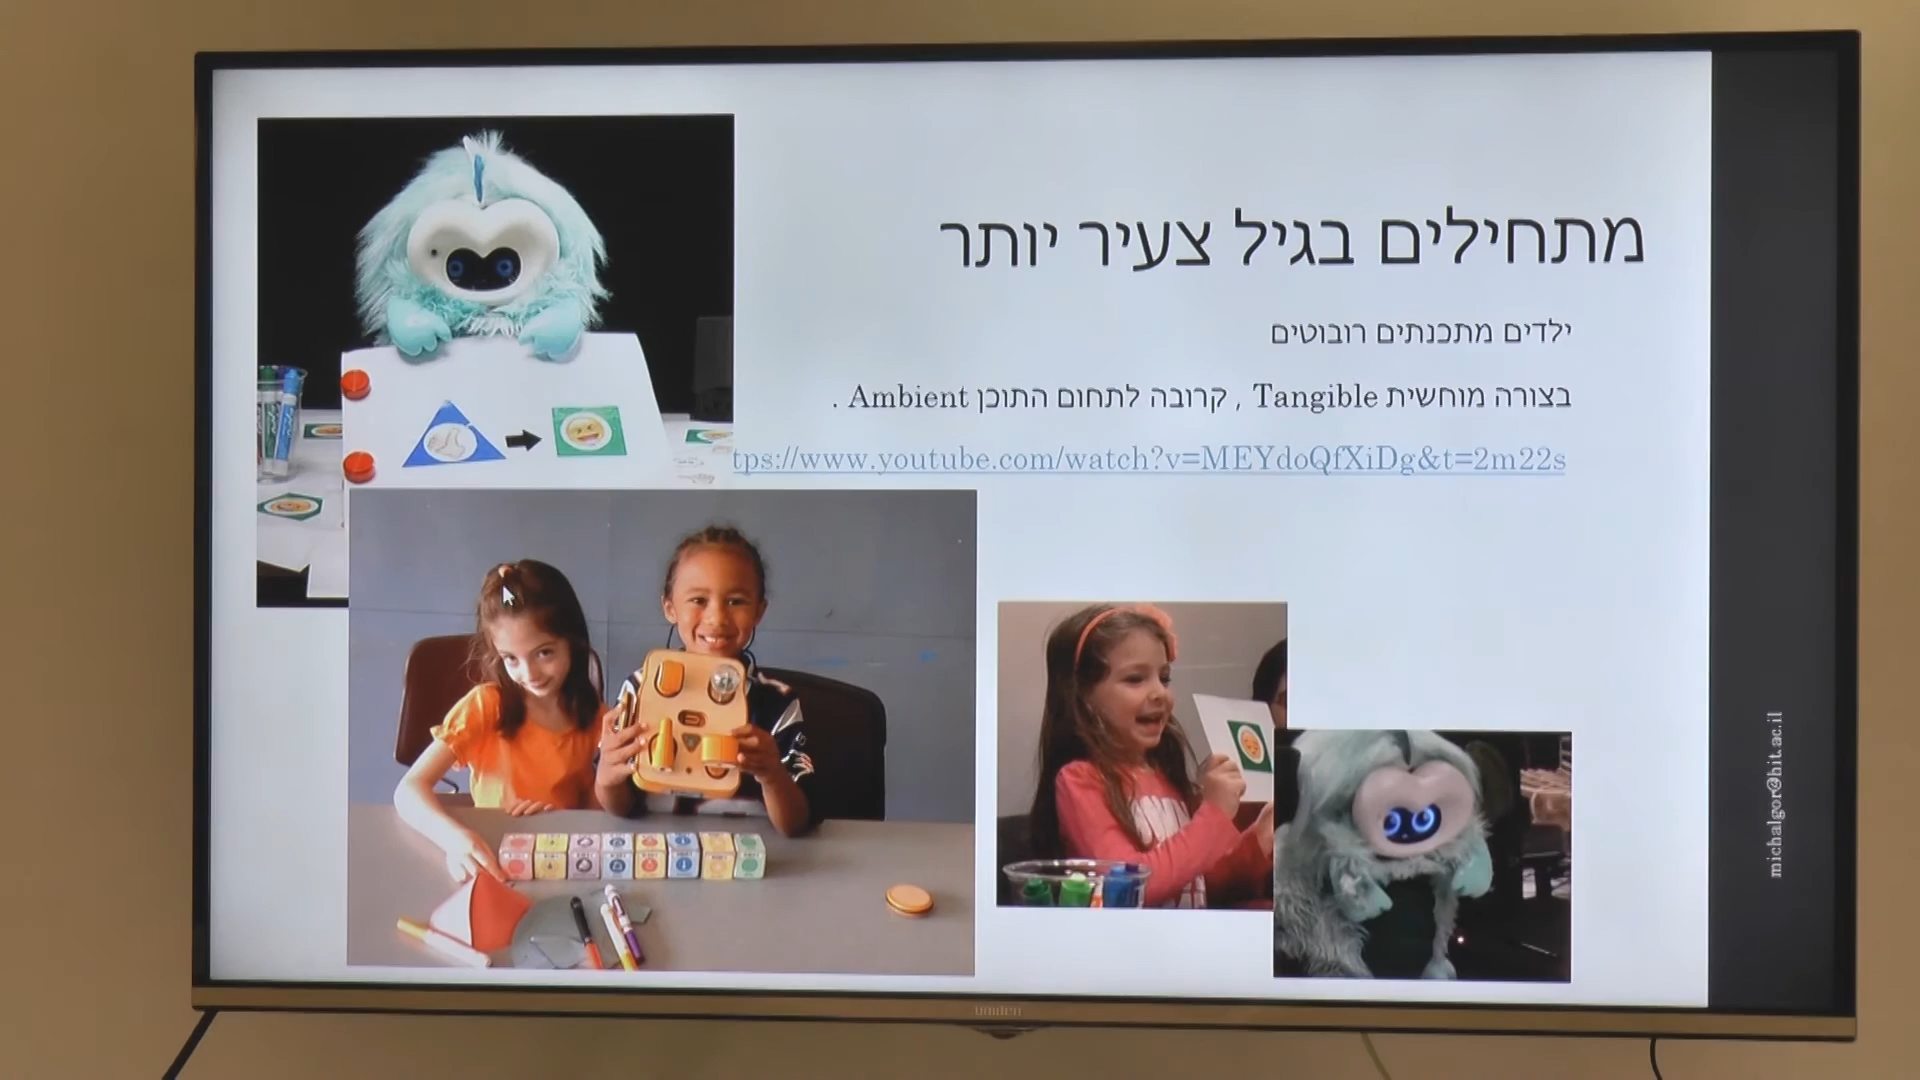 מתחילים בגיל צעיר יותר
ילדים מתכנתים רובוטים
בצורה מוחשית Tangible , קרובה לתחום התוכן Ambient .
tps://www.youtube.com/watch?v=MEYdoQfXiDg&t=2m22s
michalgor@hit.ac.il
uniden